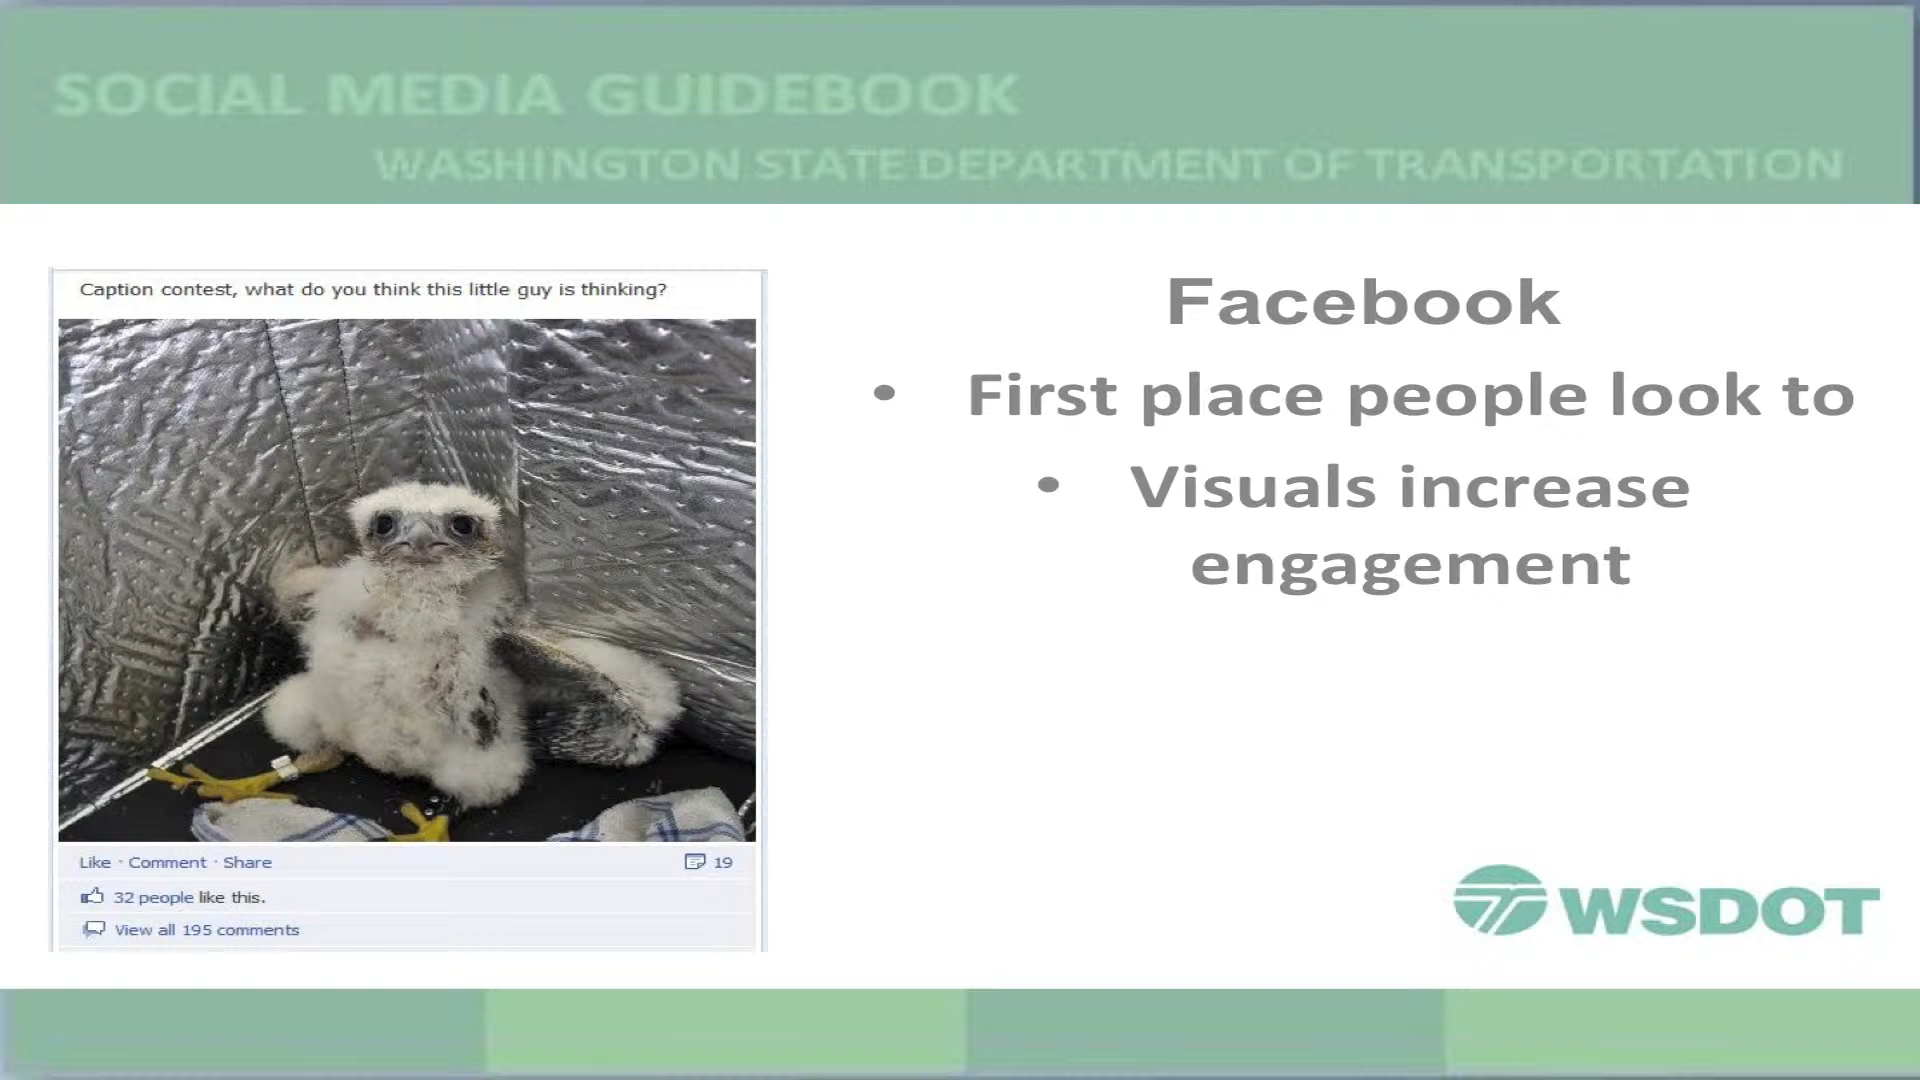 SOCIAL MEDIA GUIDEBOOK
WASHINGTON STATE DEPARTMENT OF TRANSPORTATION
Caption contest, what do you think this little guy is thinking?
Like · Comment · Share
19
32 people like this.
View all 195 comments
Facebook
• First place people look to
• Visuals increase
engagement
WSDOT